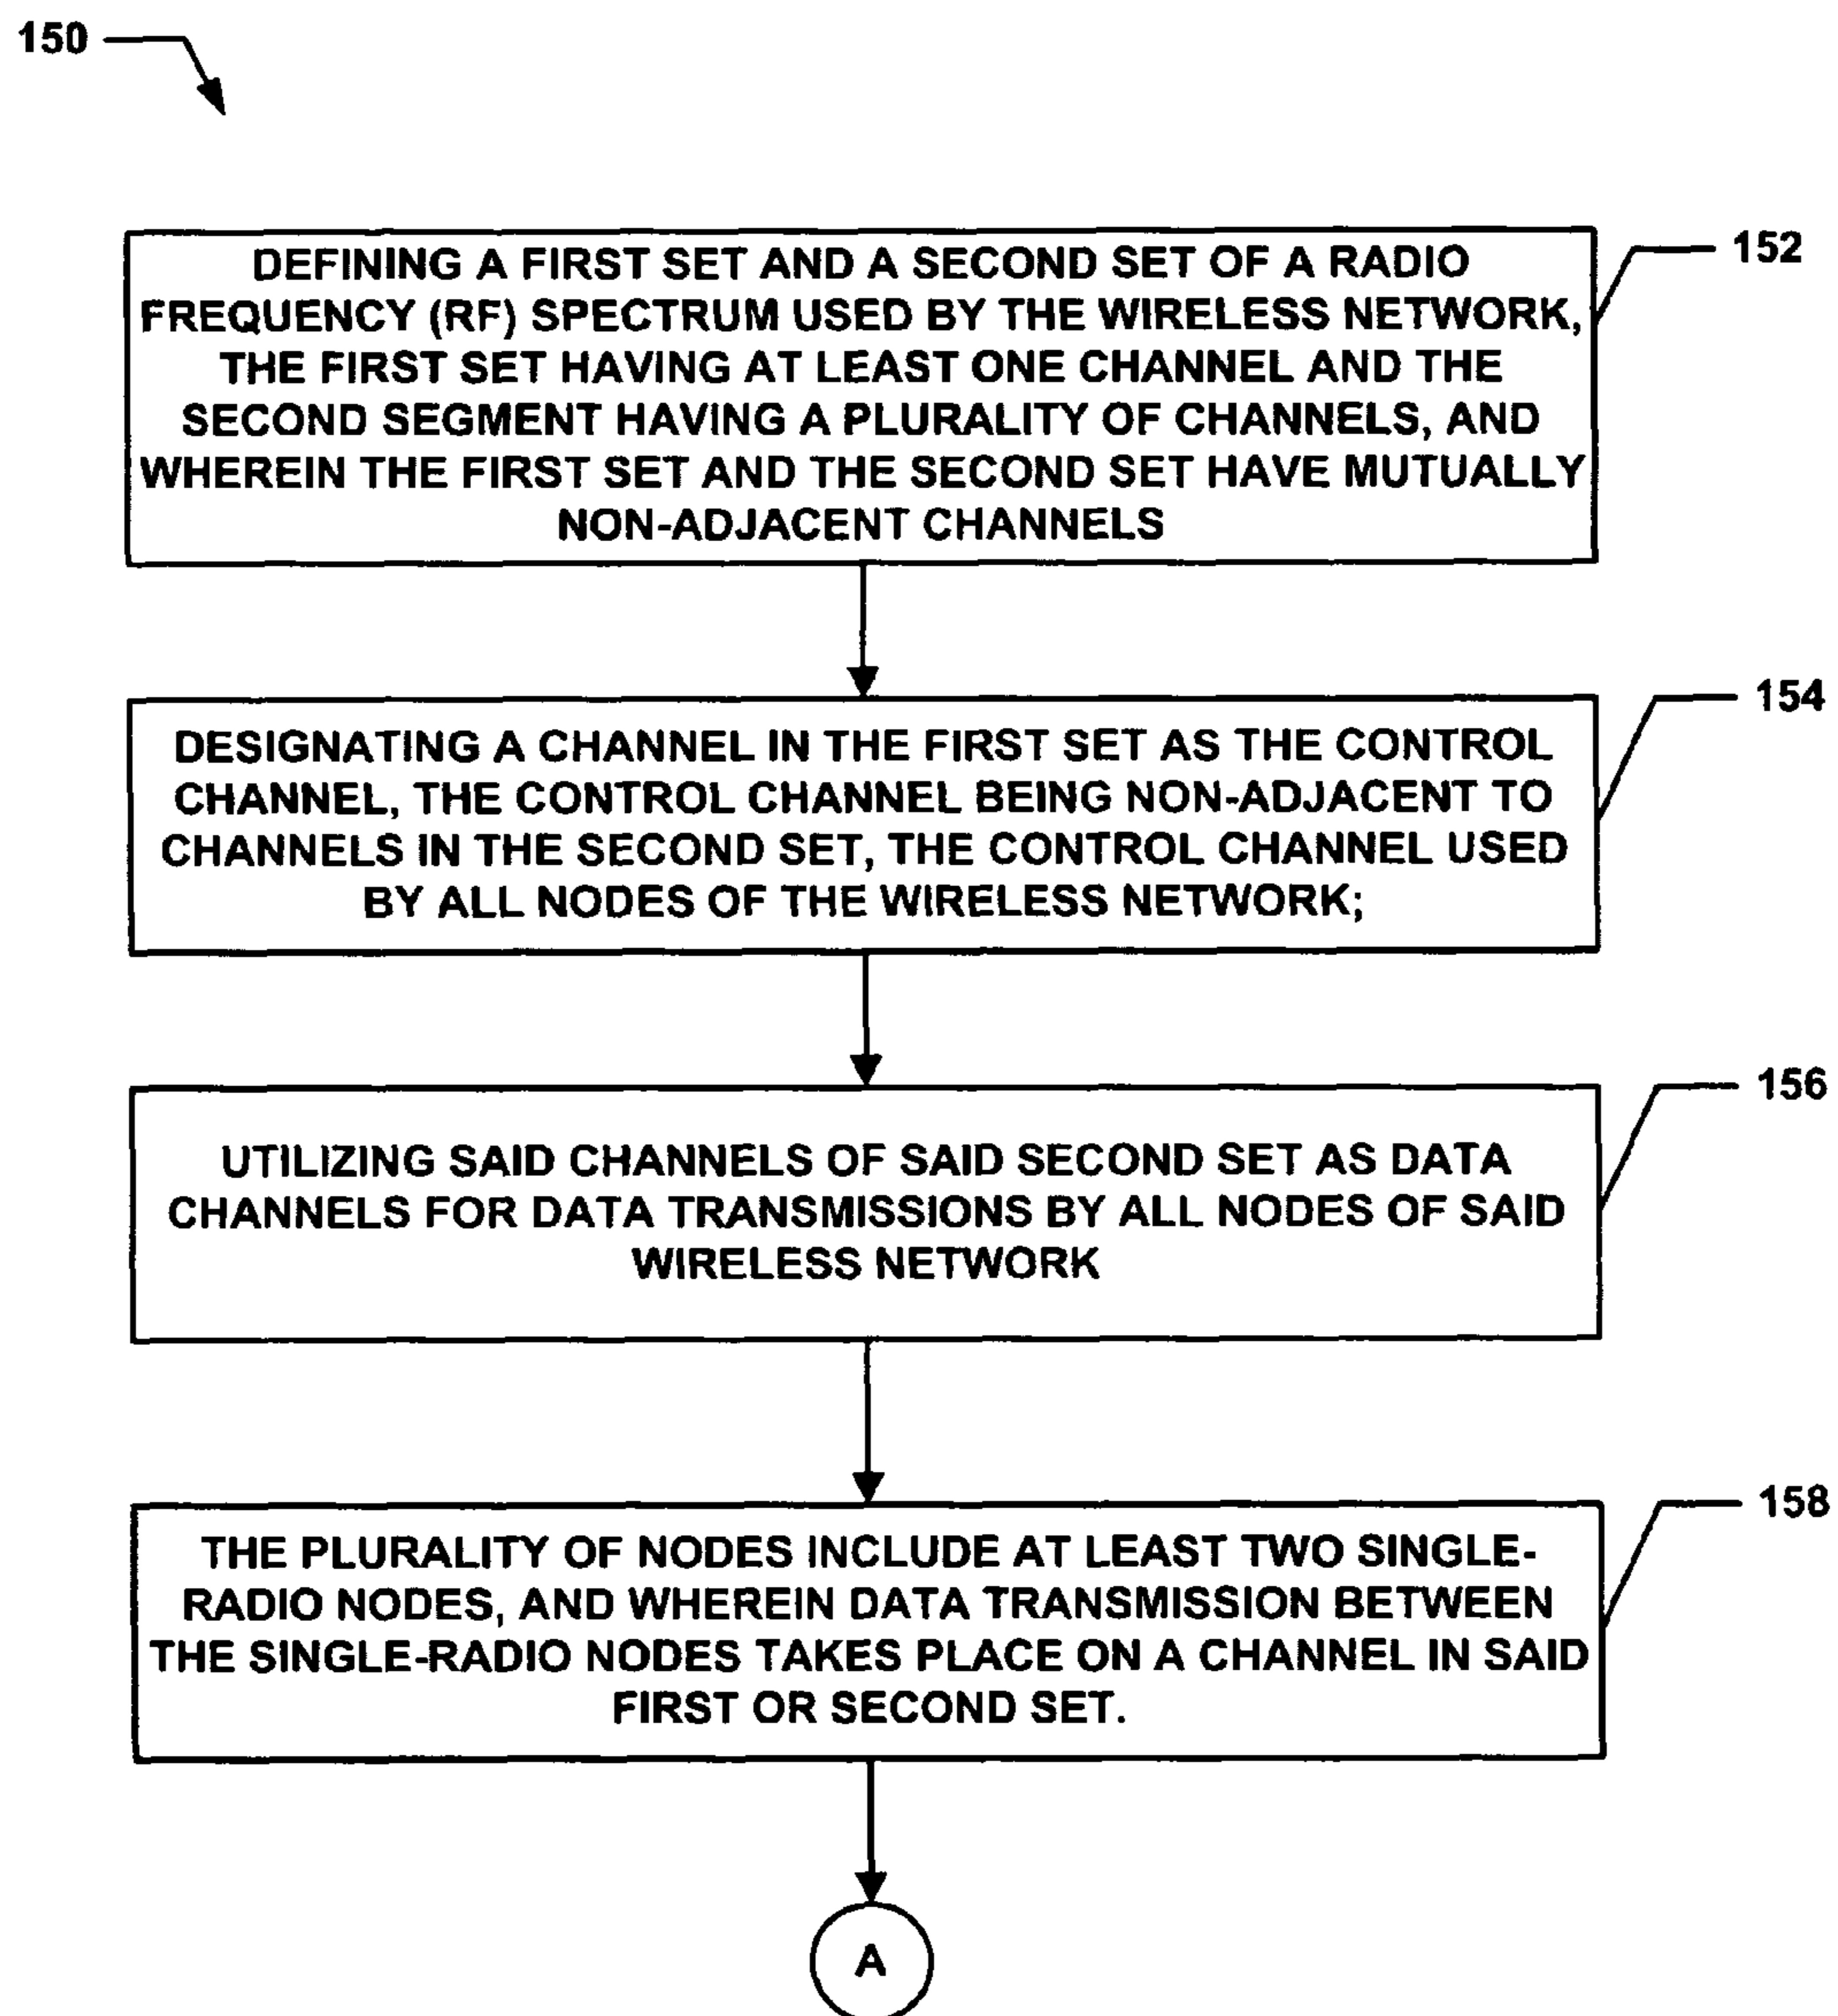 150
DEFINING A FIRST SET AND A SECOND SET OF A RADIO
FREQUENCY (RF) SPECTRUM USED BY THE WIRELESS NETWORK,
THE FIRST SET HAVING AT LEAST ONE CHANNEL AND THE
SECOND SEGMENT HAVING A PLURALITY OF CHANNELS, AND
WHEREIN THE FIRST SET AND THE SECOND SET HAVE MUTUALLY
NON-ADJACENT CHANNELS
152
DESIGNATING A CHANNEL IN THE FIRST SET AS THE CONTROL
CHANNEL, THE CONTROL CHANNEL BEING NON-ADJACENT TO
CHANNELS IN THE SECOND SET, THE CONTROL CHANNEL USED
BY ALL NODES OF THE WIRELESS NETWORK;
154
UTILIZING SAID CHANNELS OF SAID SECOND SET AS DATA
CHANNELS FOR DATA TRANSMISSIONS BY ALL NODES OF SAID
WIRELESS NETWORK
156
THE PLURALITY OF NODES INCLUDE AT LEAST TWO SINGLE-
RADIO NODES, AND WHEREIN DATA TRANSMISSION BETWEEN
THE SINGLE-RADIO NODES TAKES PLACE ON A CHANNEL IN SAID
FIRST OR SECOND SET.
158
A